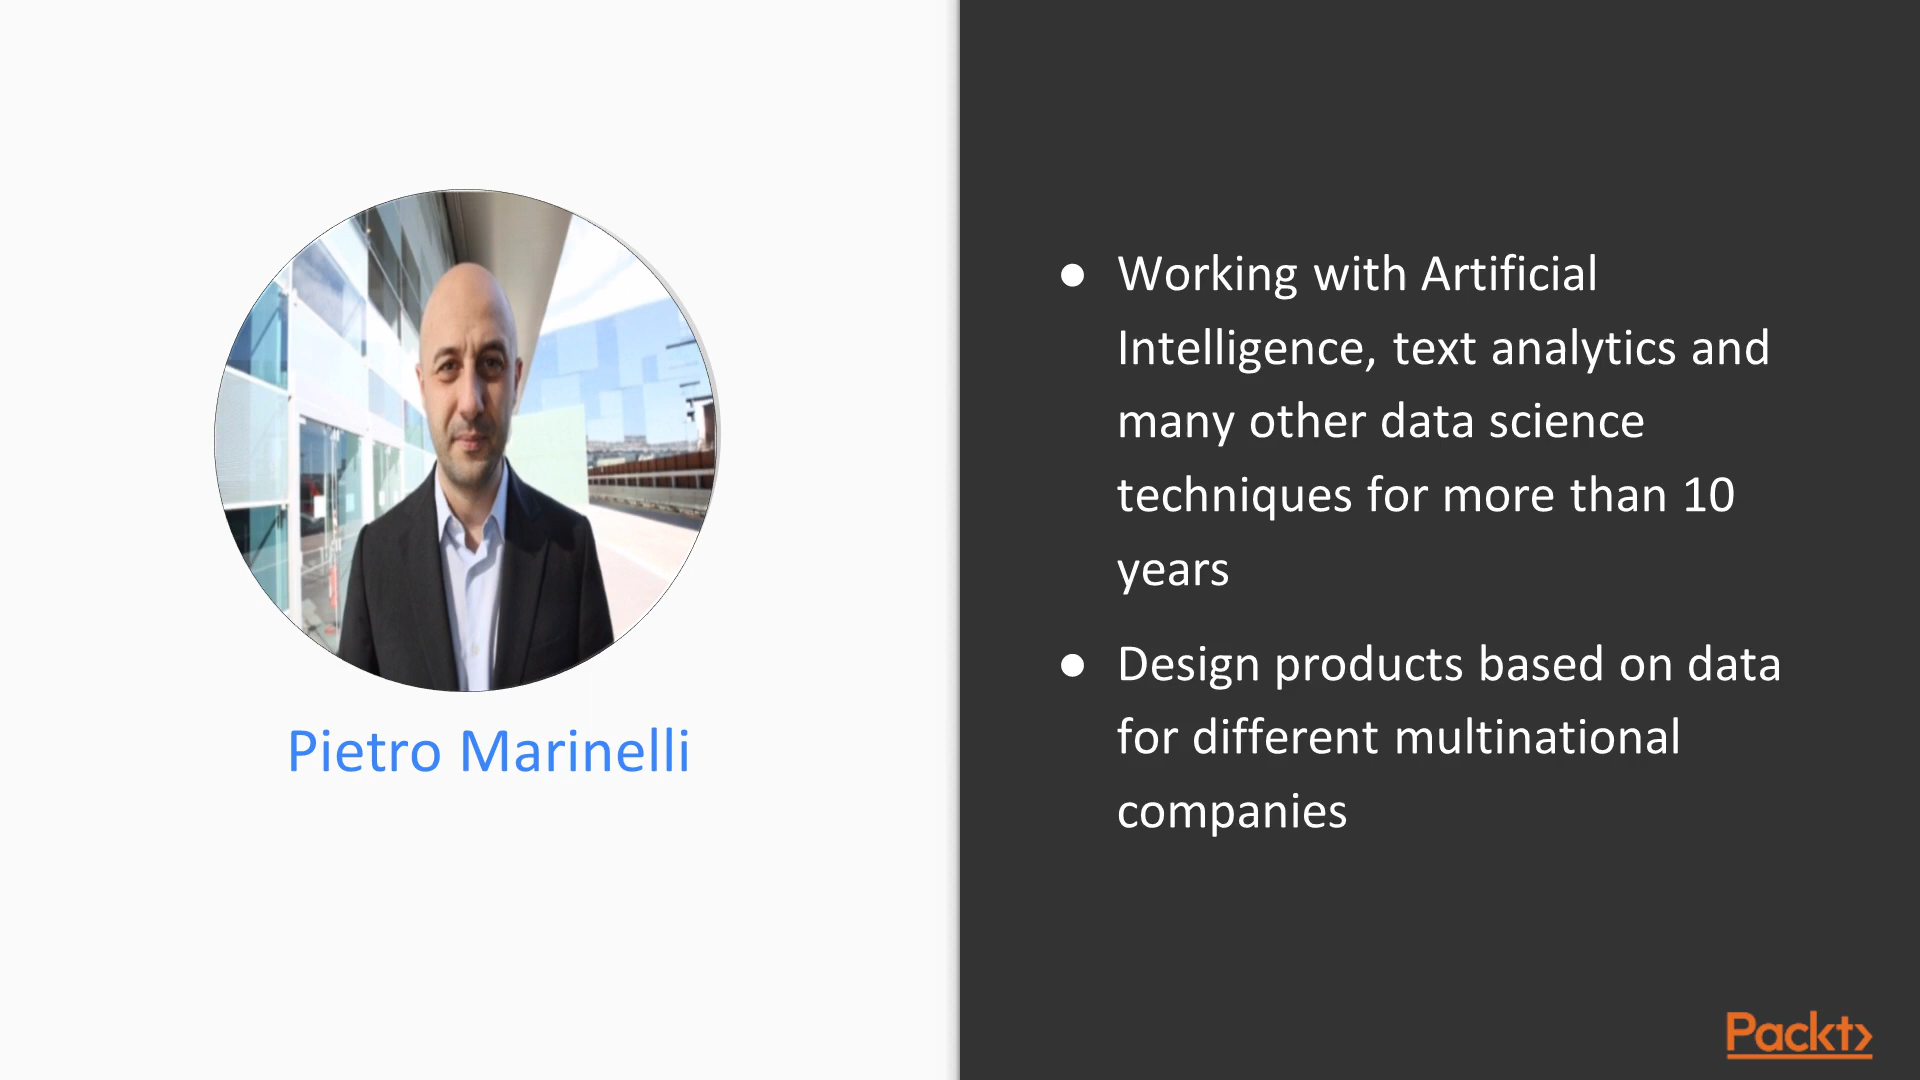 Pietro Marinelli
● Working with Artificial
Intelligence, text analytics and
many other data science
techniques for more than 10
years
● Design products based on data
for different multinational
companies
Packt>